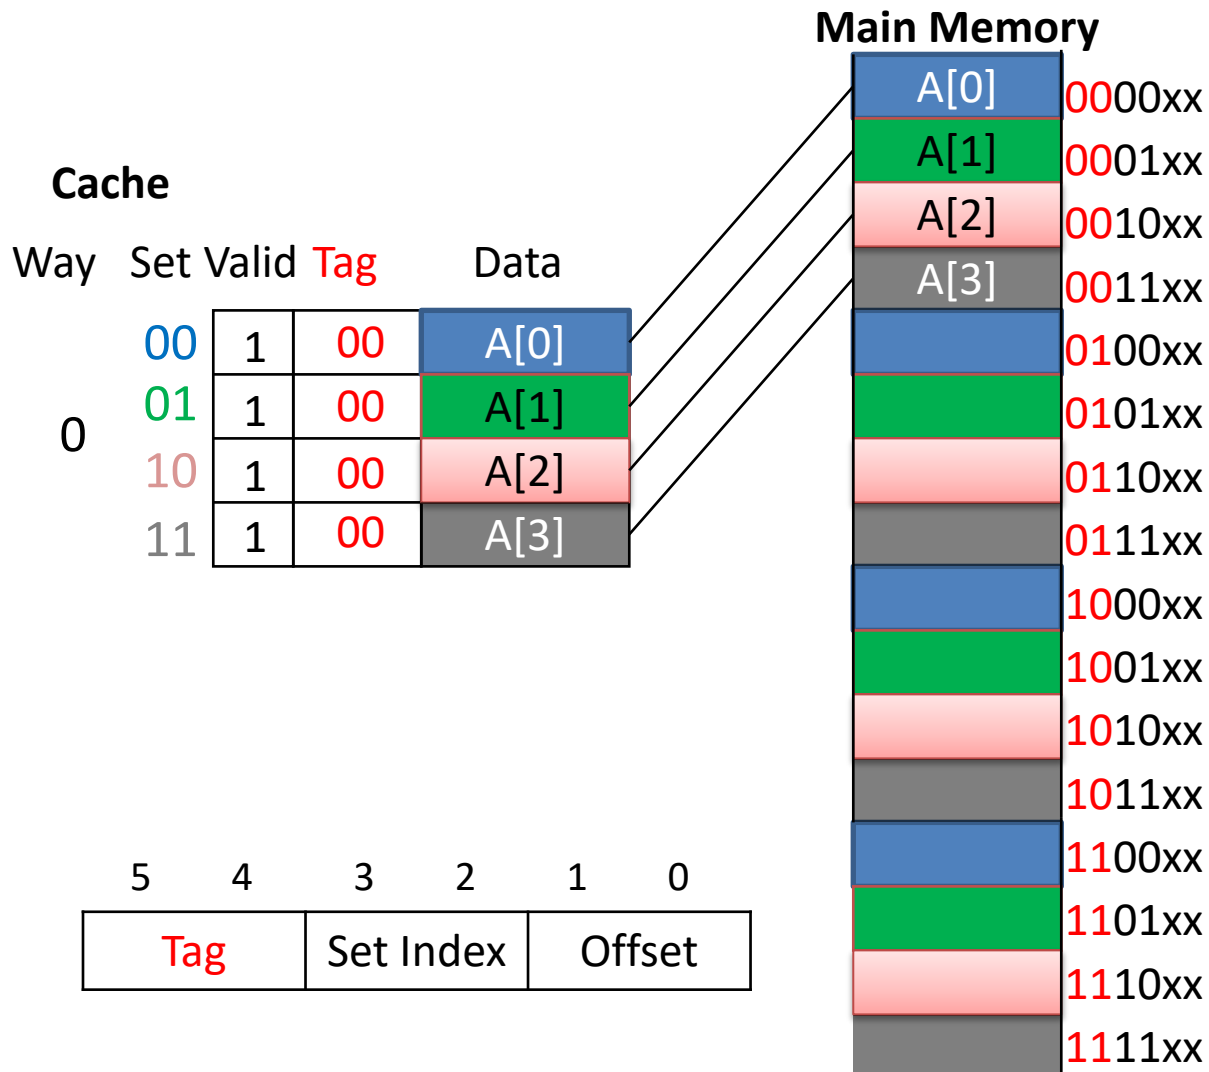 Main Memory
A[0] 0000xx
A[1] 0001xx
A[2] 0010xx
A[3] 0011xx
0100xx
0101xx
0110xx
0111xx
1000xx
1001xx
1010xx
1011xx
1100xx
1101xx
1110xx
1111xx
Cache
Way Set Valid Tag Data
00 1 00 A[0]
01 1 00 A[1]
0
10 1 00 A[2]
11 1 00 A[3]
5 4 3 2 1 0
Tag Set Index Offset